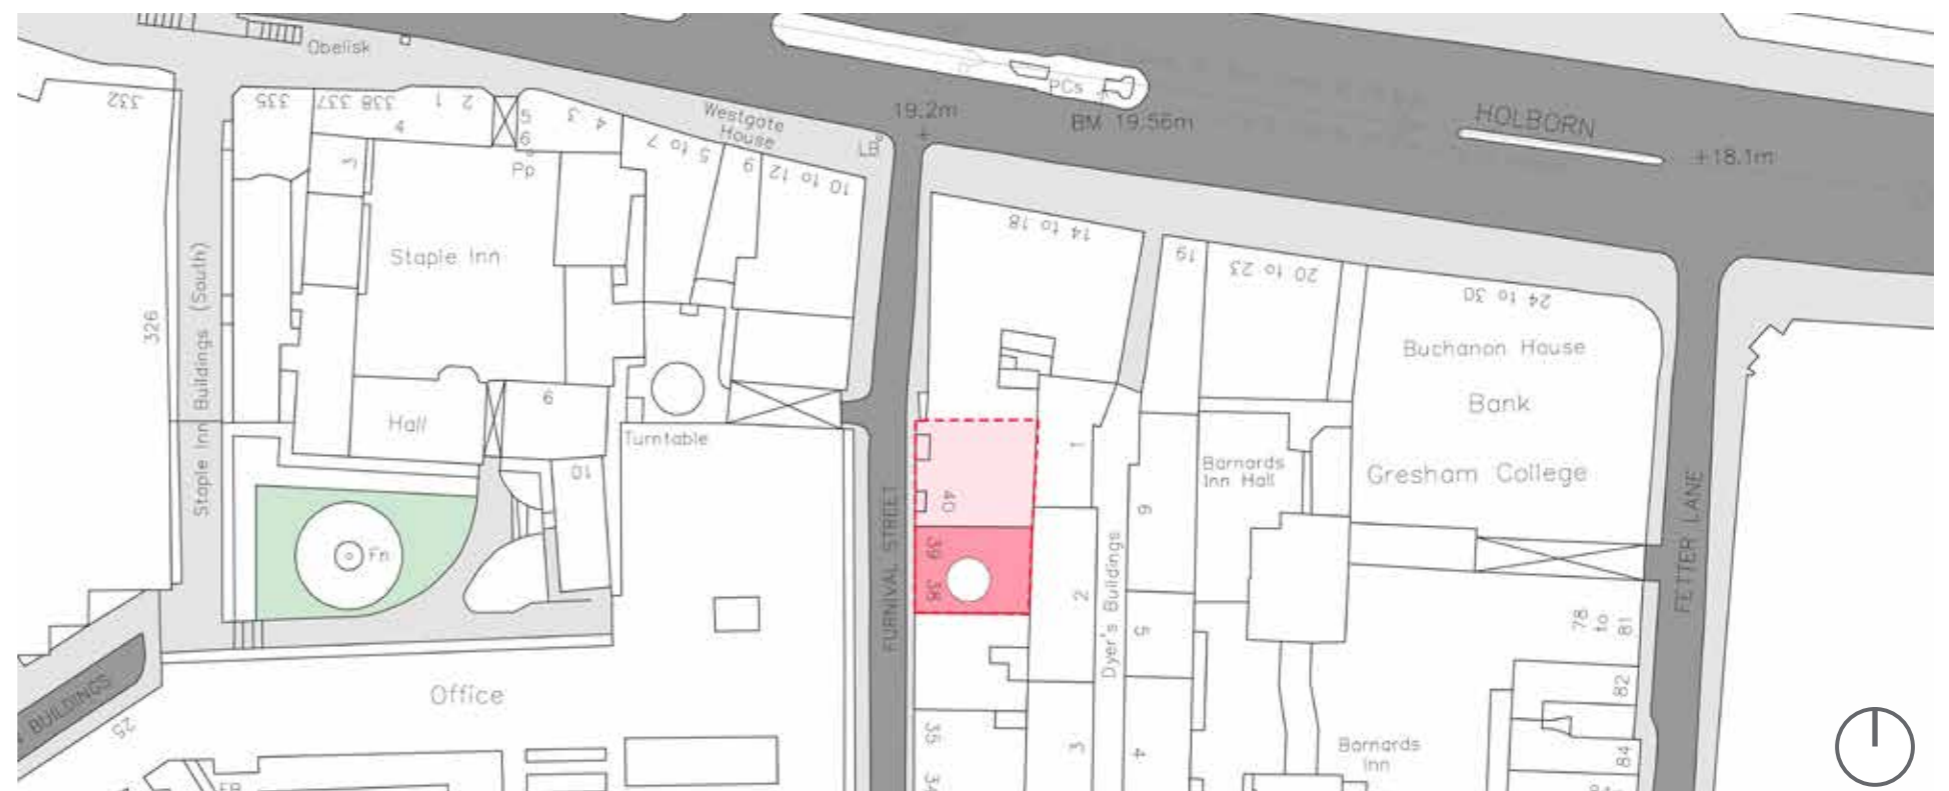 Obelisk
332
335
338 337
1
2
4
5
6
3 4
Pp
Westgate
House
5 to 7
9
10 to 12
LB
19.2m
PCs
BM 19.56m
HOLBORN
+18.1m
14 to 18
19
20 to 23
24 to 30
Staple Inn
Staple Inn Buildings (South)
326
Hall
9
10
Turntable
Fn
FURNIVAL STREET
40
39
38
1
2
3
Dyer's Buildings
6
5
4
Barnards
Inn Hall
Buchanon House
Bank
Gresham College
FETTER LANE
78
to
81
82
84
Barnards
Inn
Office
BUILDINGS
25
35
34